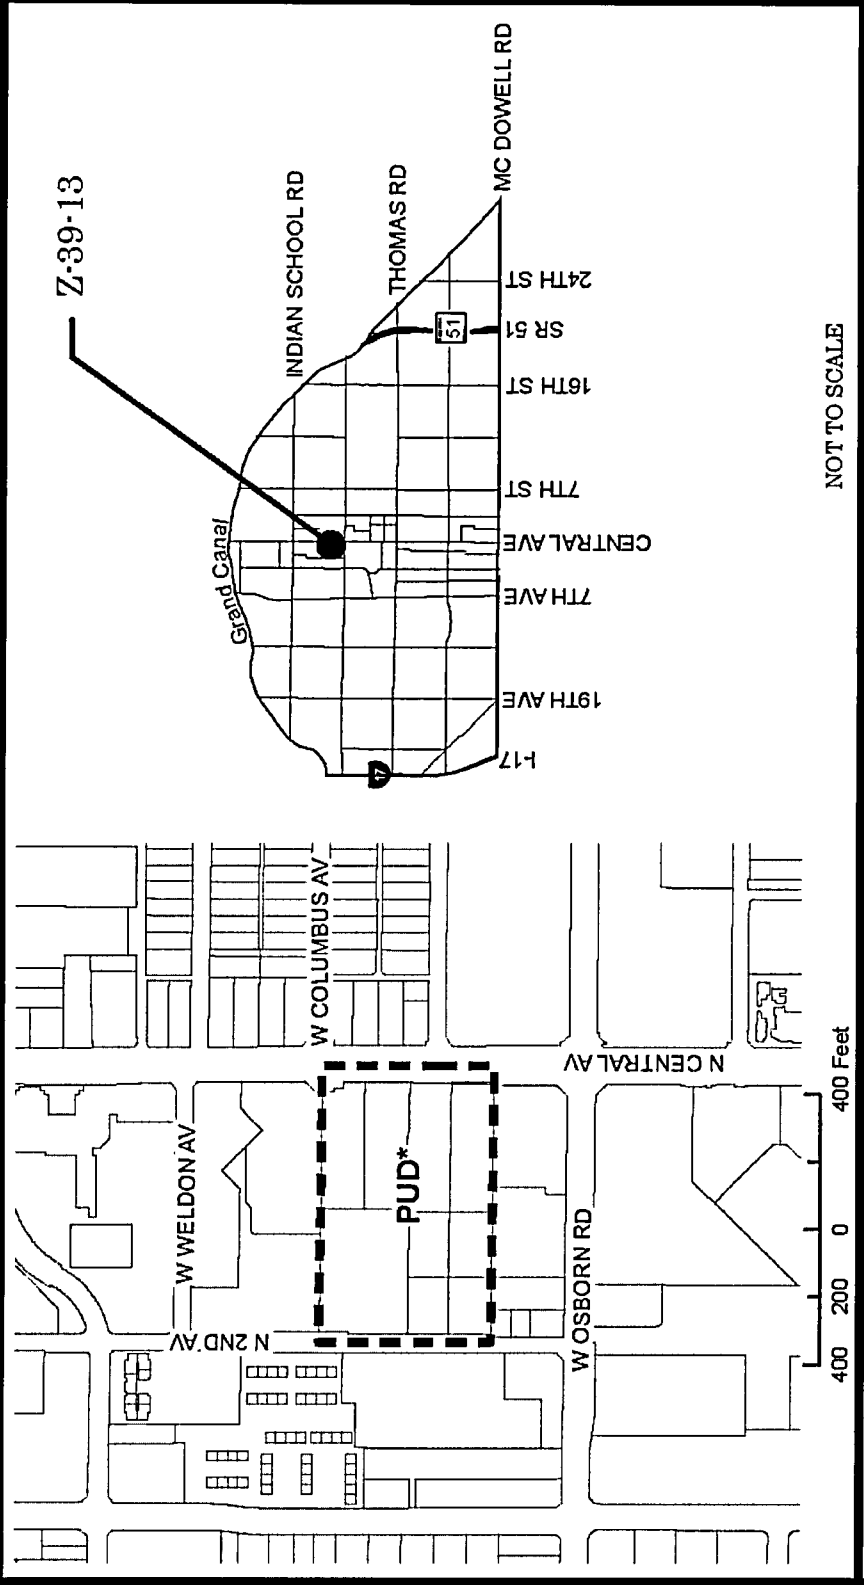 W WELDON AV
N 2ND AV
W COLUMBUS AV
PUD*
N CENTRAL AV
W OSBORN RD
400 200 0 400 Feet
Z-39-13
Grand Canal
INDIAN SCHOOL RD
THOMAS RD
MC DOWELL RD
I-17
19TH AVE
7TH AVE
CENTRAL AVE
7TH ST
16TH ST
SR 51
24TH ST
51
17
NOT TO SCALE